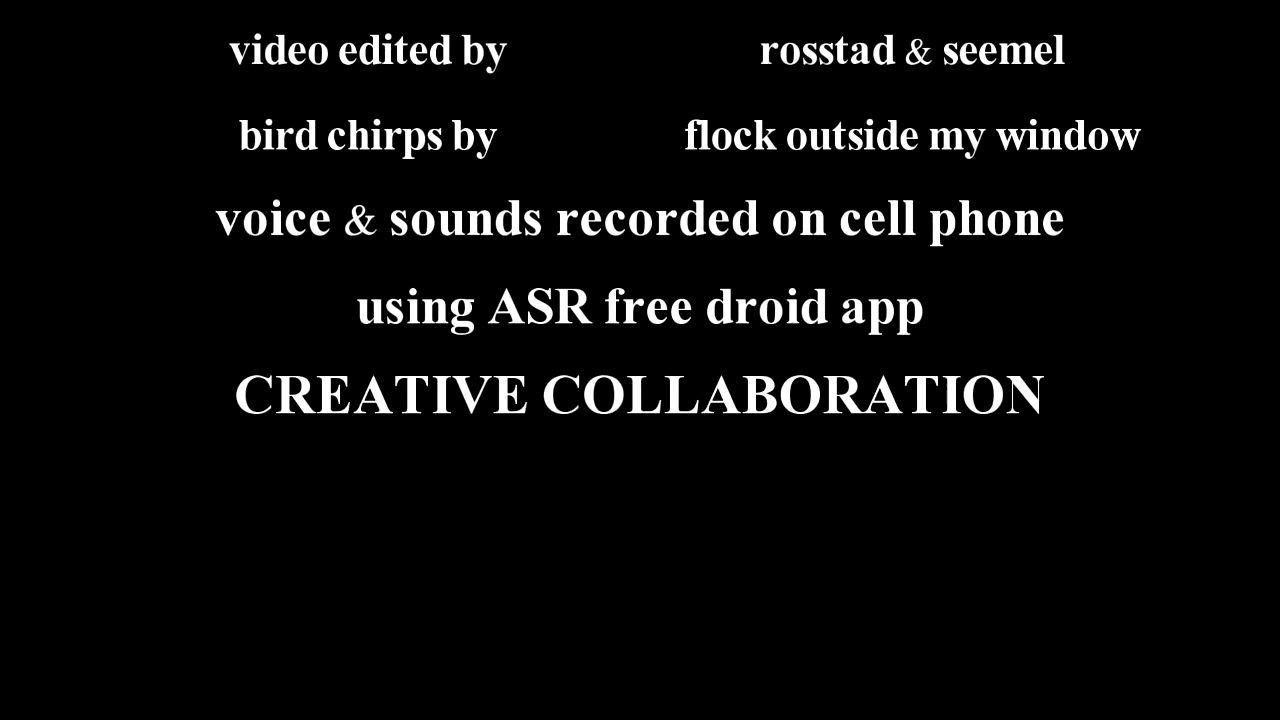 video edited by rosstad & seemel
bird chirps by flock outside my window
voice & sounds recorded on cell phone
using ASR free droid app
CREATIVE COLLABORATION